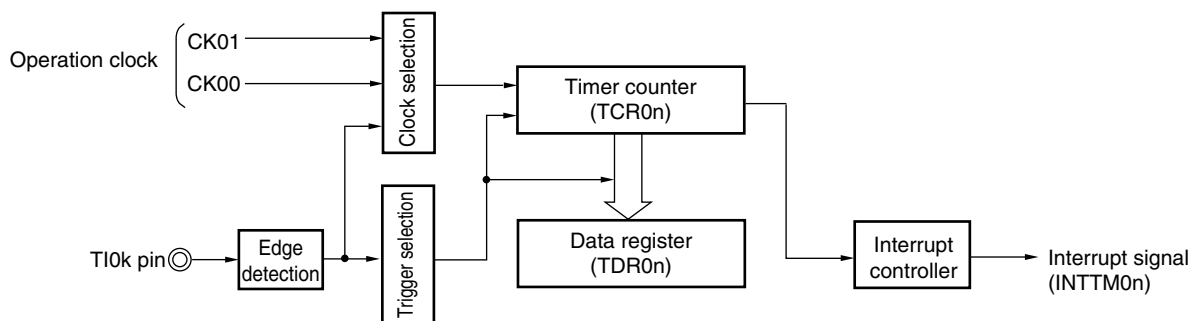 Operation clock
CK01
CK00
Clock selection
Timer counter
(TCR0n)
Trigger selection
Data register
(TDR0n)
TI0k pin
Edge
detection
Interrupt
controller
Interrupt signal
(INTTM0n)